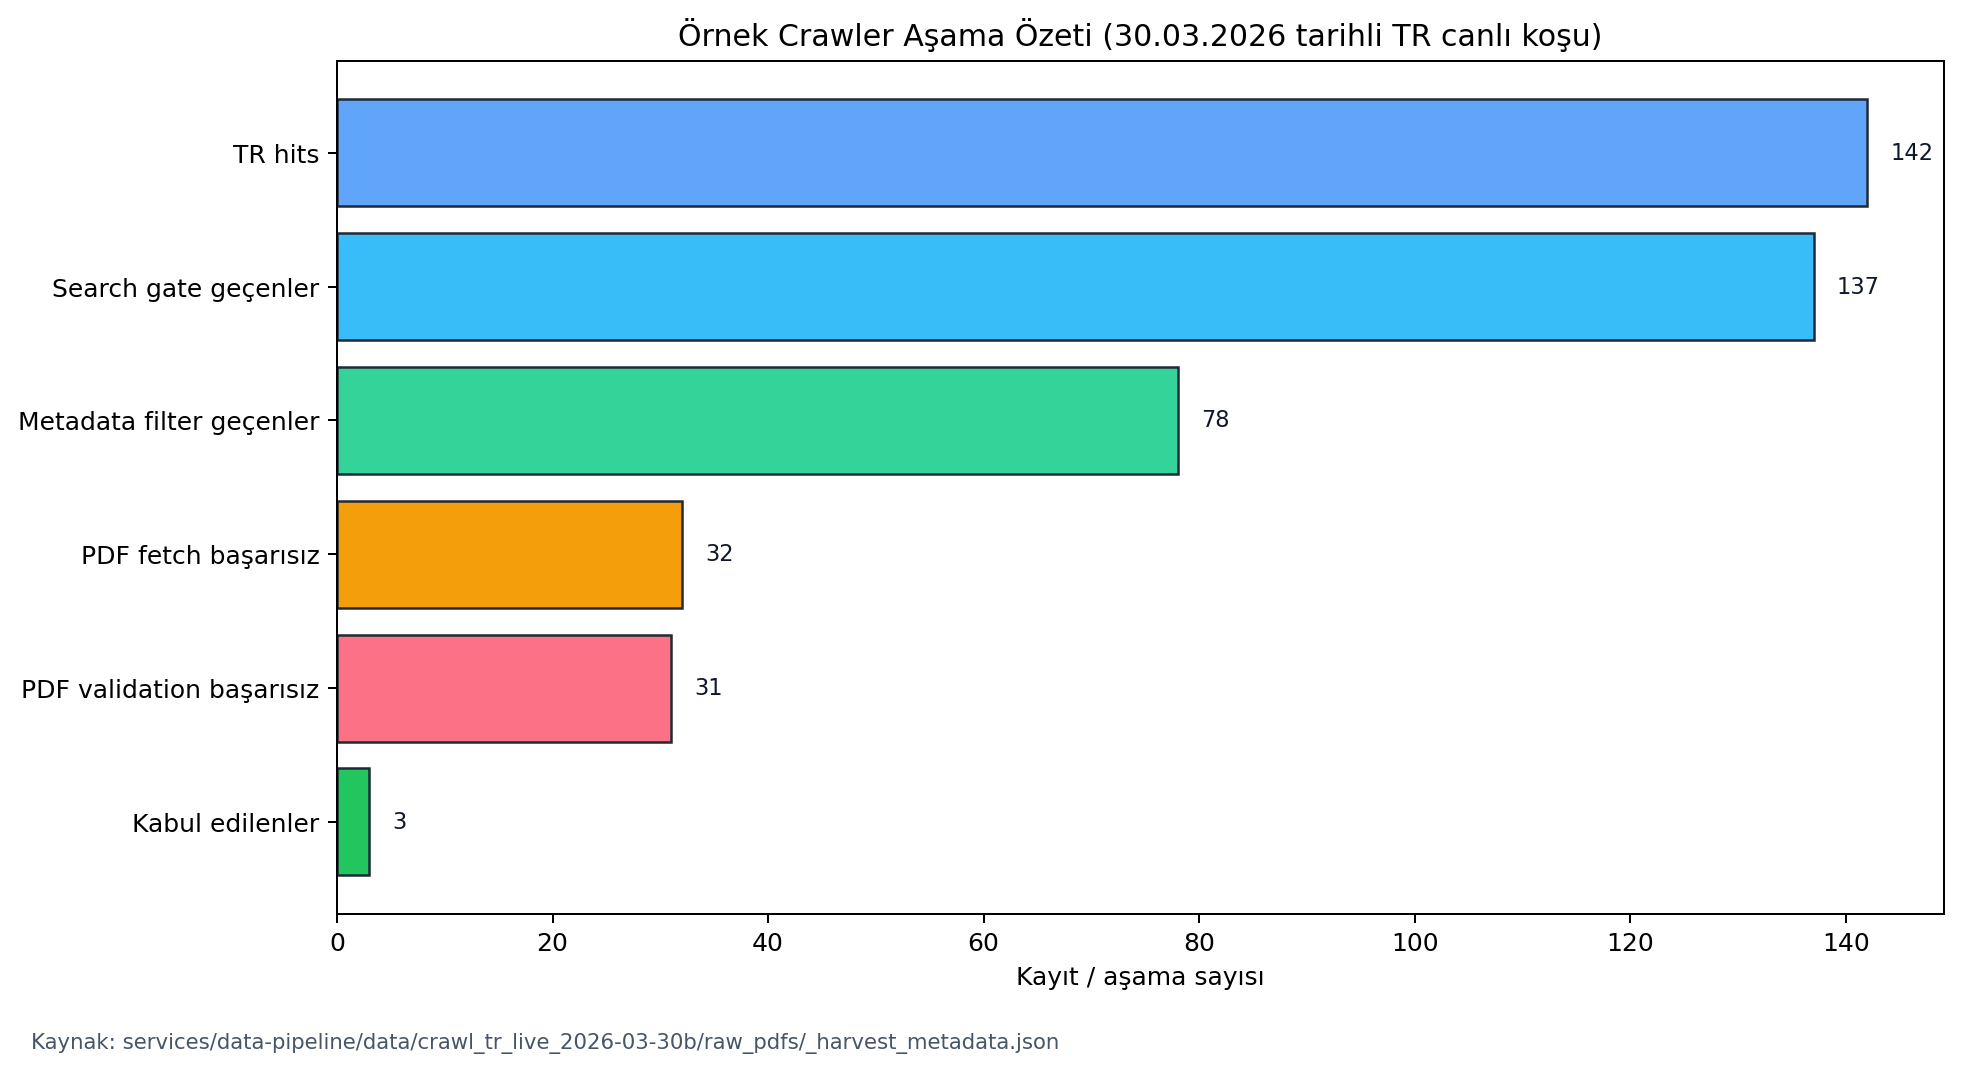 Örnek Crawler Aşama Özeti (30.03.2026 tarihli TR canlı koşu)
TR hits
142
Search gate geçenler
137
Metadata filter geçenler
78
PDF fetch başarısız
32
PDF validation başarısız
31
Kabul edilenler
3
0 20 40 60 80 100 120 140
Kayıt / aşama sayısı
Kaynak: services/data-pipeline/data/crawl_tr_live_2026-03-30b/raw_pdfs/_harvest_metadata.json